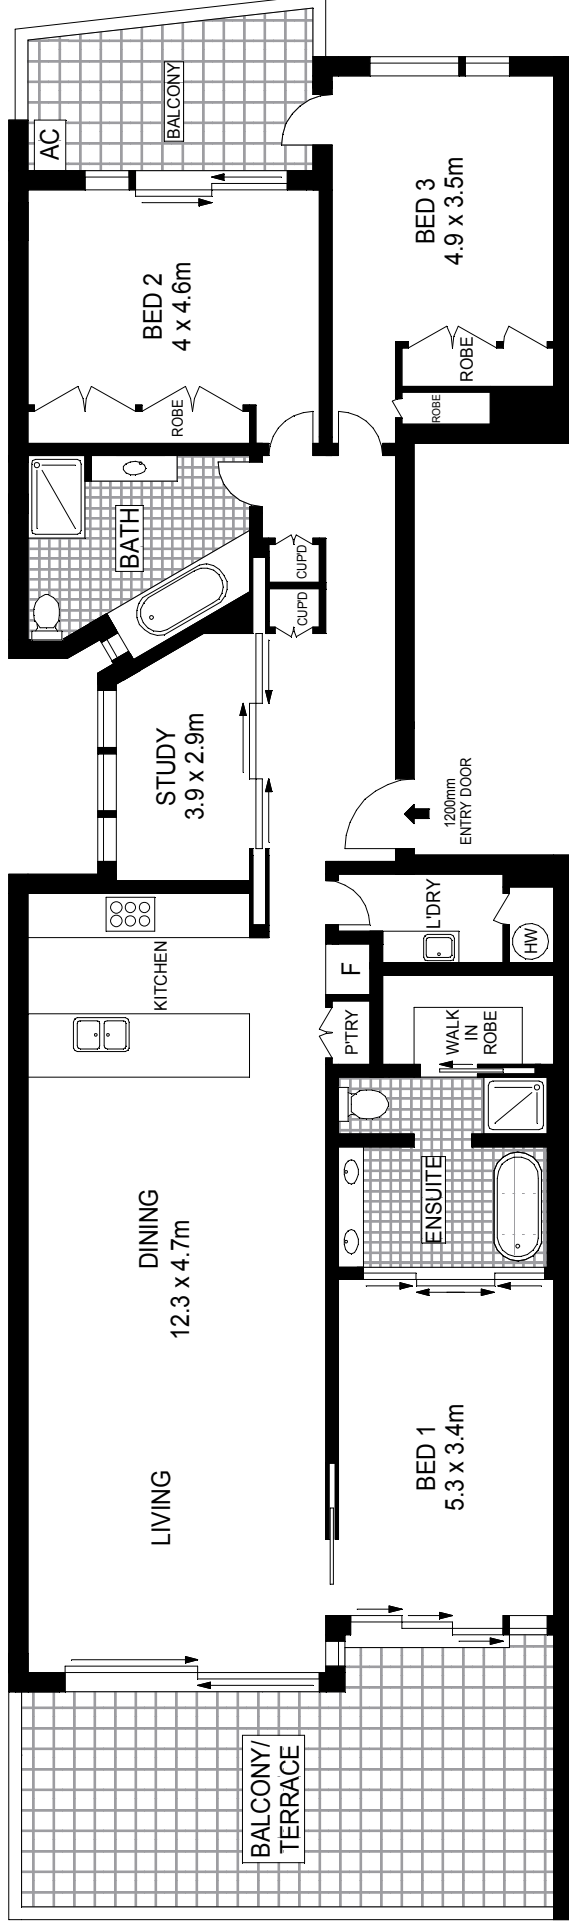 BALCONY
AC
BED 3
4.9 x 3.5m
BED 2
4 x 4.6m
ROBE
ROBE
ROBE
BATH
CUP'D
CUP'D
STUDY
3.9 x 2.9m
1200mm
ENTRY DOOR
L'DRY
HW
KITCHEN
F
P'TRY
WALK
IN
ROBE
ENSUITE
DINING
12.3 x 4.7m
BED 1
5.3 x 3.4m
LIVING
BALCONY/
TERRACE